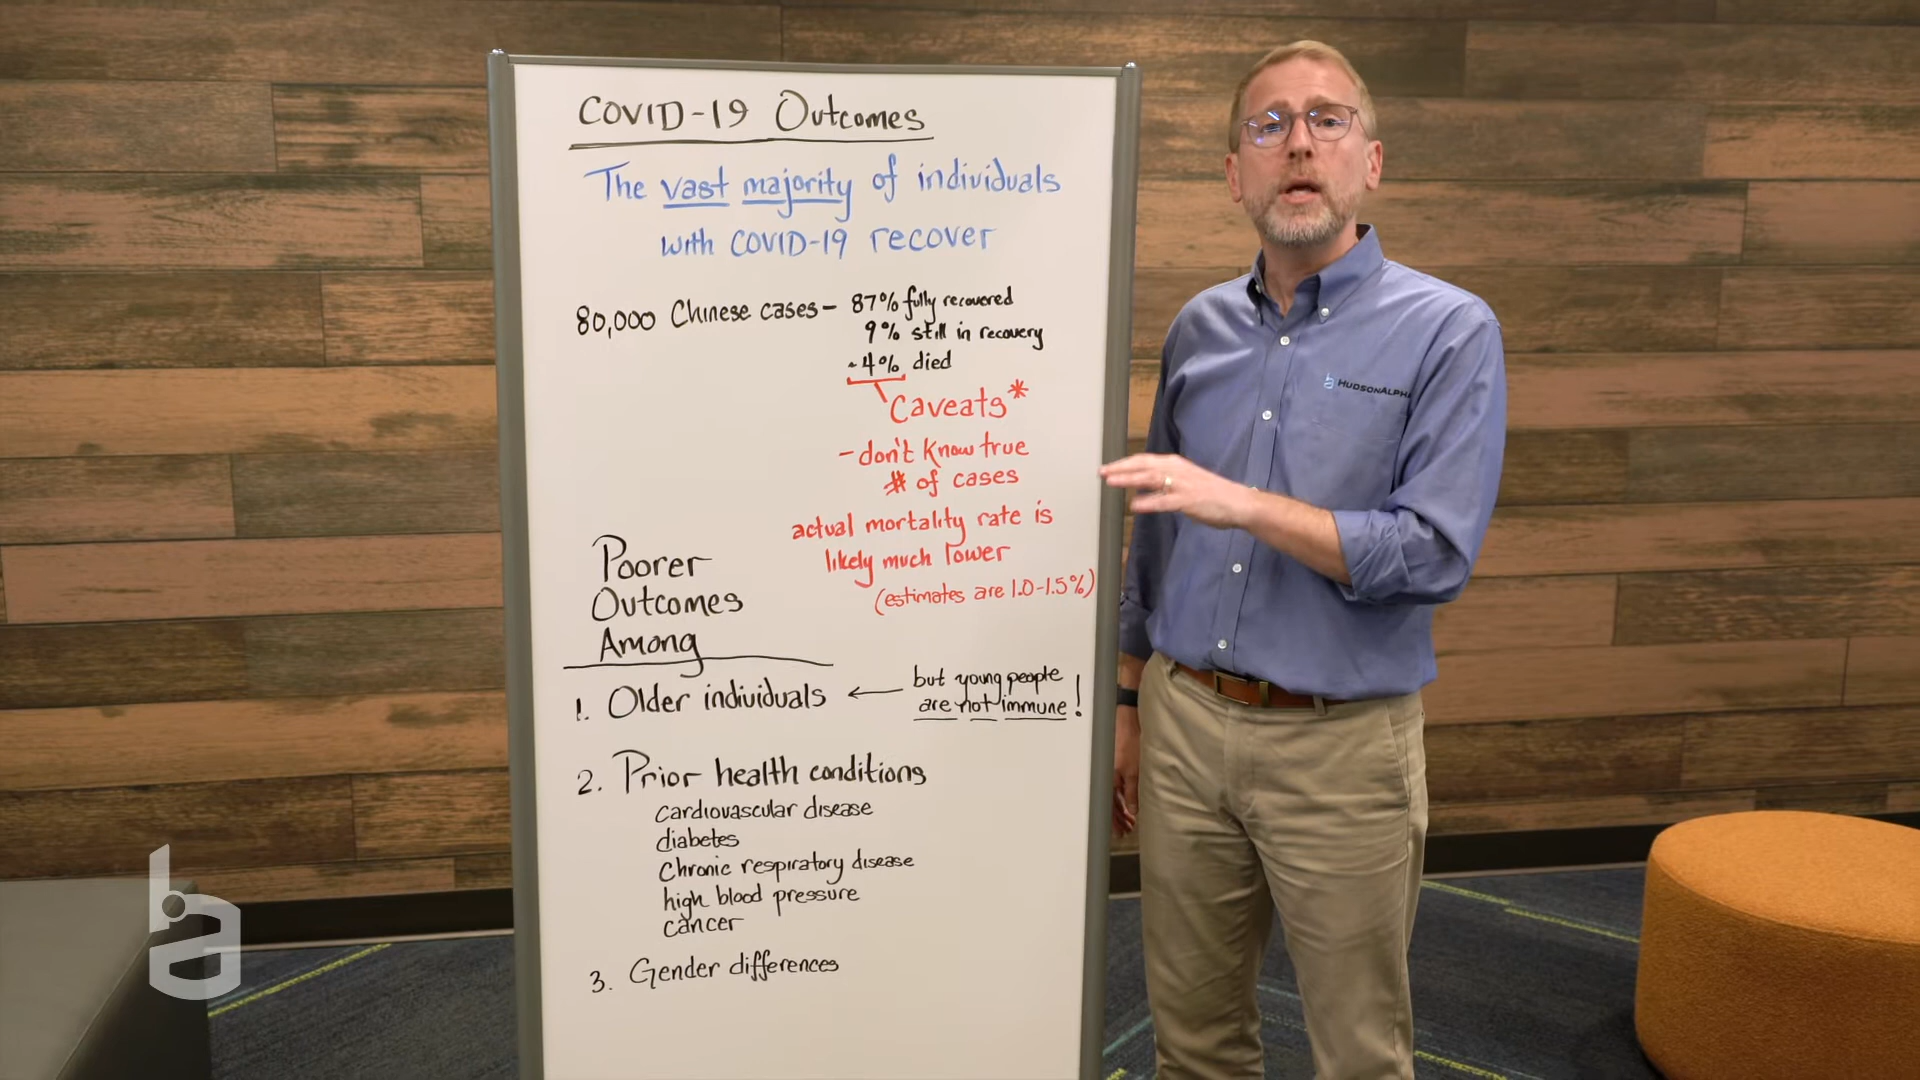 COVID-19 Outcomes
The vast majority of individuals
with COVID-19 recover
80,000 Chinese cases - 87% fully recovered
9% still in recovery
~4% died
Caveats*
- don't know true
# of cases
actual mortality rate is
likely much lower
(estimates are 1.0-1.5%)
Poorer
Outcomes
Among
1. Older individuals ← but young people
are not immune!
2. Prior health conditions
cardiovascular disease
diabetes
chronic respiratory disease
high blood pressure
cancer
3. Gender differences
HUDSONALPHA